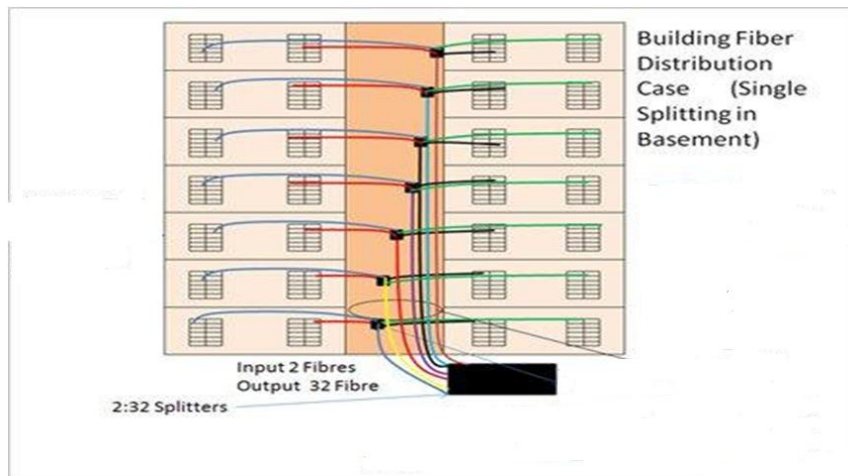 Building Fiber
Distribution
Case (Single
Splitting in
Basement)
Input 2 Fibres
Output 32 Fibre
2:32 Splitters